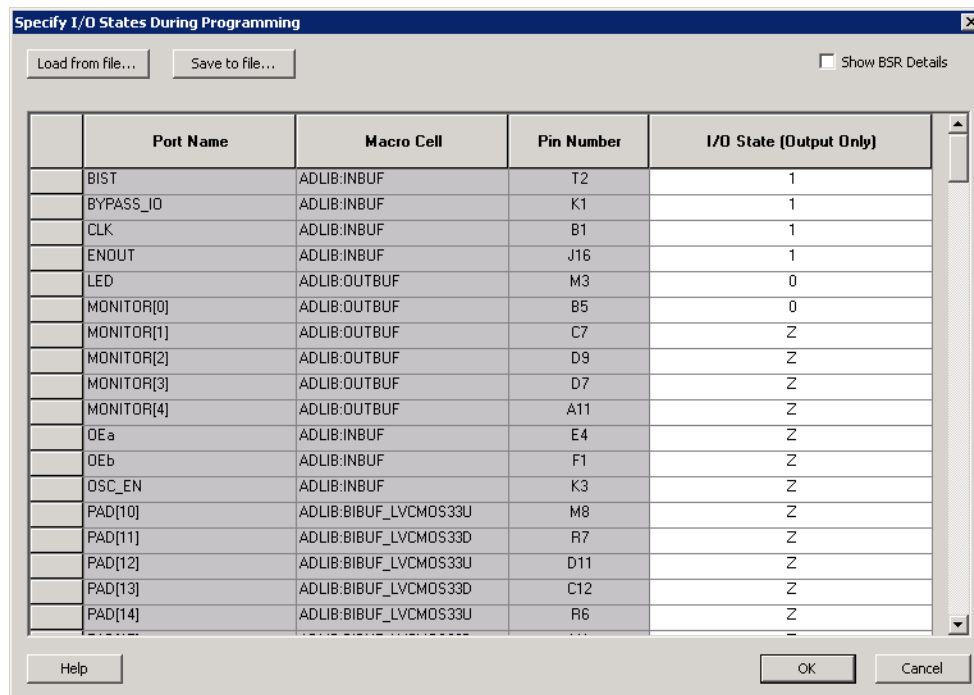 Specify I/O States During Programming
Load from file... Save to file... Show BSR Details
Port Name Macro Cell Pin Number I/O State (Output Only)
BIST ADLIB:INBUF T2 1
BYPASS_IO ADLIB:INBUF K1 1
CLK ADLIB:INBUF B1 1
ENOUT ADLIB:INBUF J16 1
LED ADLIB:OUTBUF M3 0
MONITOR[0] ADLIB:OUTBUF B5 0
MONITOR[1] ADLIB:OUTBUF C7 Z
MONITOR[2] ADLIB:OUTBUF D9 Z
MONITOR[3] ADLIB:OUTBUF D7 Z
MONITOR[4] ADLIB:OUTBUF A11 Z
OEa ADLIB:INBUF E4 Z
OEb ADLIB:INBUF F1 Z
OSC_EN ADLIB:INBUF K3 Z
PAD[10] ADLIB:BIBUF_LVCMOS33U M8 Z
PAD[11] ADLIB:BIBUF_LVCMOS33D R7 Z
PAD[12] ADLIB:BIBUF_LVCMOS33U D11 Z
PAD[13] ADLIB:BIBUF_LVCMOS33D C12 Z
PAD[14] ADLIB:BIBUF_LVCMOS33U R6 Z
Help OK Cancel